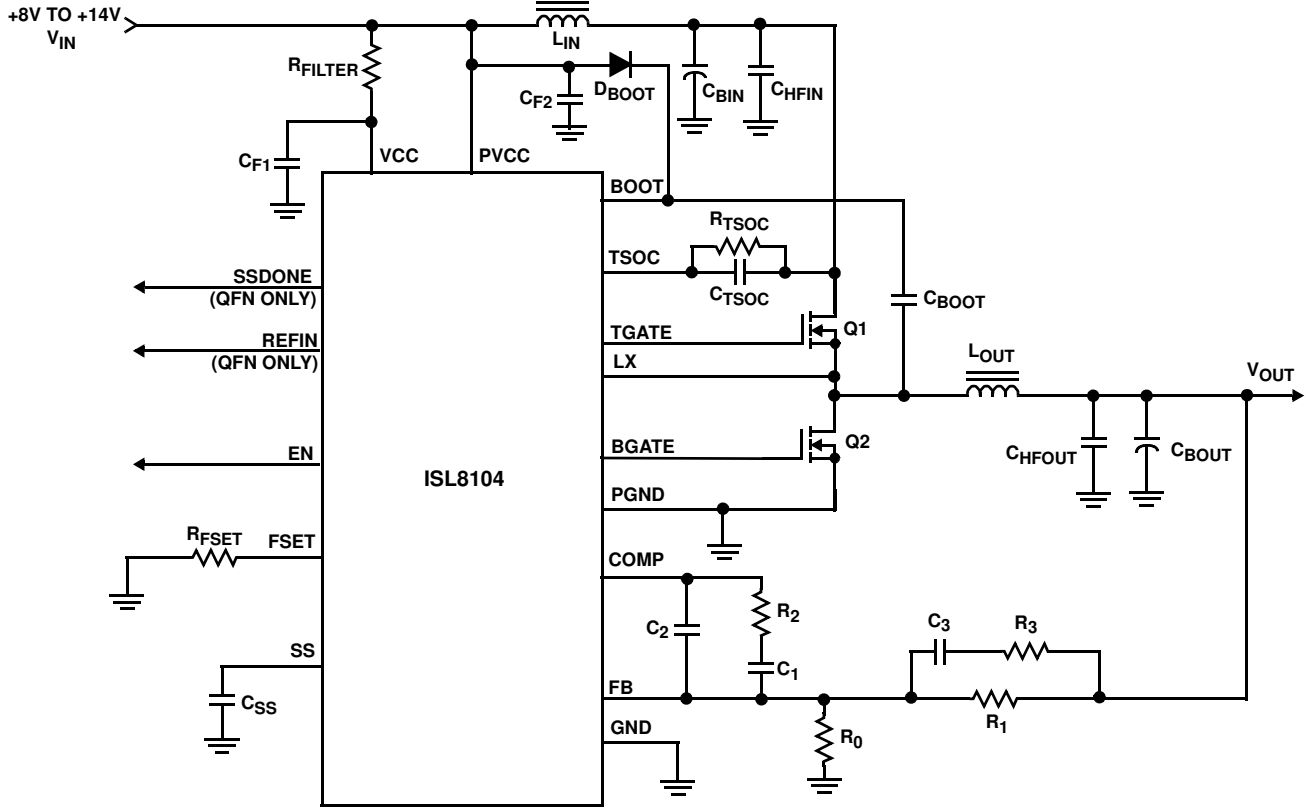 +8V TO +14V
VIN
LIN
RFILTER
CF2
DBOOT
CBIN
CHFIN
CF1
VCC
PVCC
BOOT
RTSOC
TSOC
CTSOC
SSDONE
(QFN ONLY)
CBOOT
TGATE
Q1
REFIN
(QFN ONLY)
LX
LOUT
VOUT
BGATE
Q2
EN
ISL8104
CHFOUT
CBOUT
PGND
RFSET
FSET
COMP
C2
R2
C3
R3
SS
C1
CSS
FB
R1
GND
R0